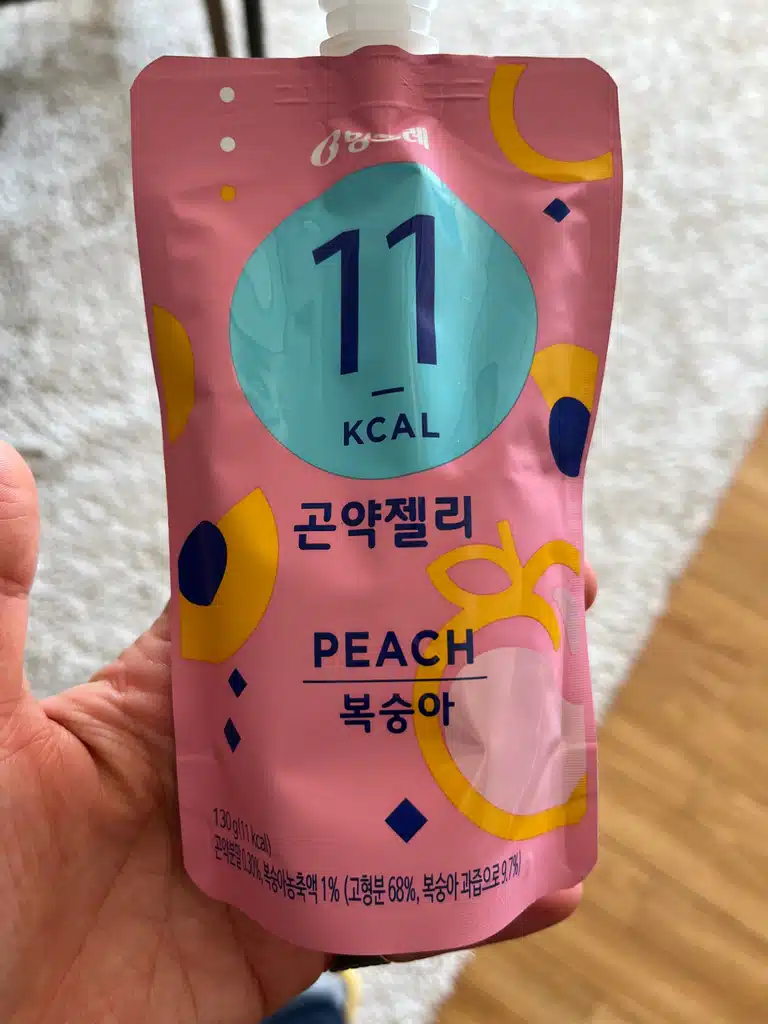 빙그레
11
KCAL
곤약젤리
PEACH
복숭아
130g(11 kcal)
곤약분말 0.30%, 복숭아농축액 1% (고형분 68%, 복숭아 과즙으로 9.7%)